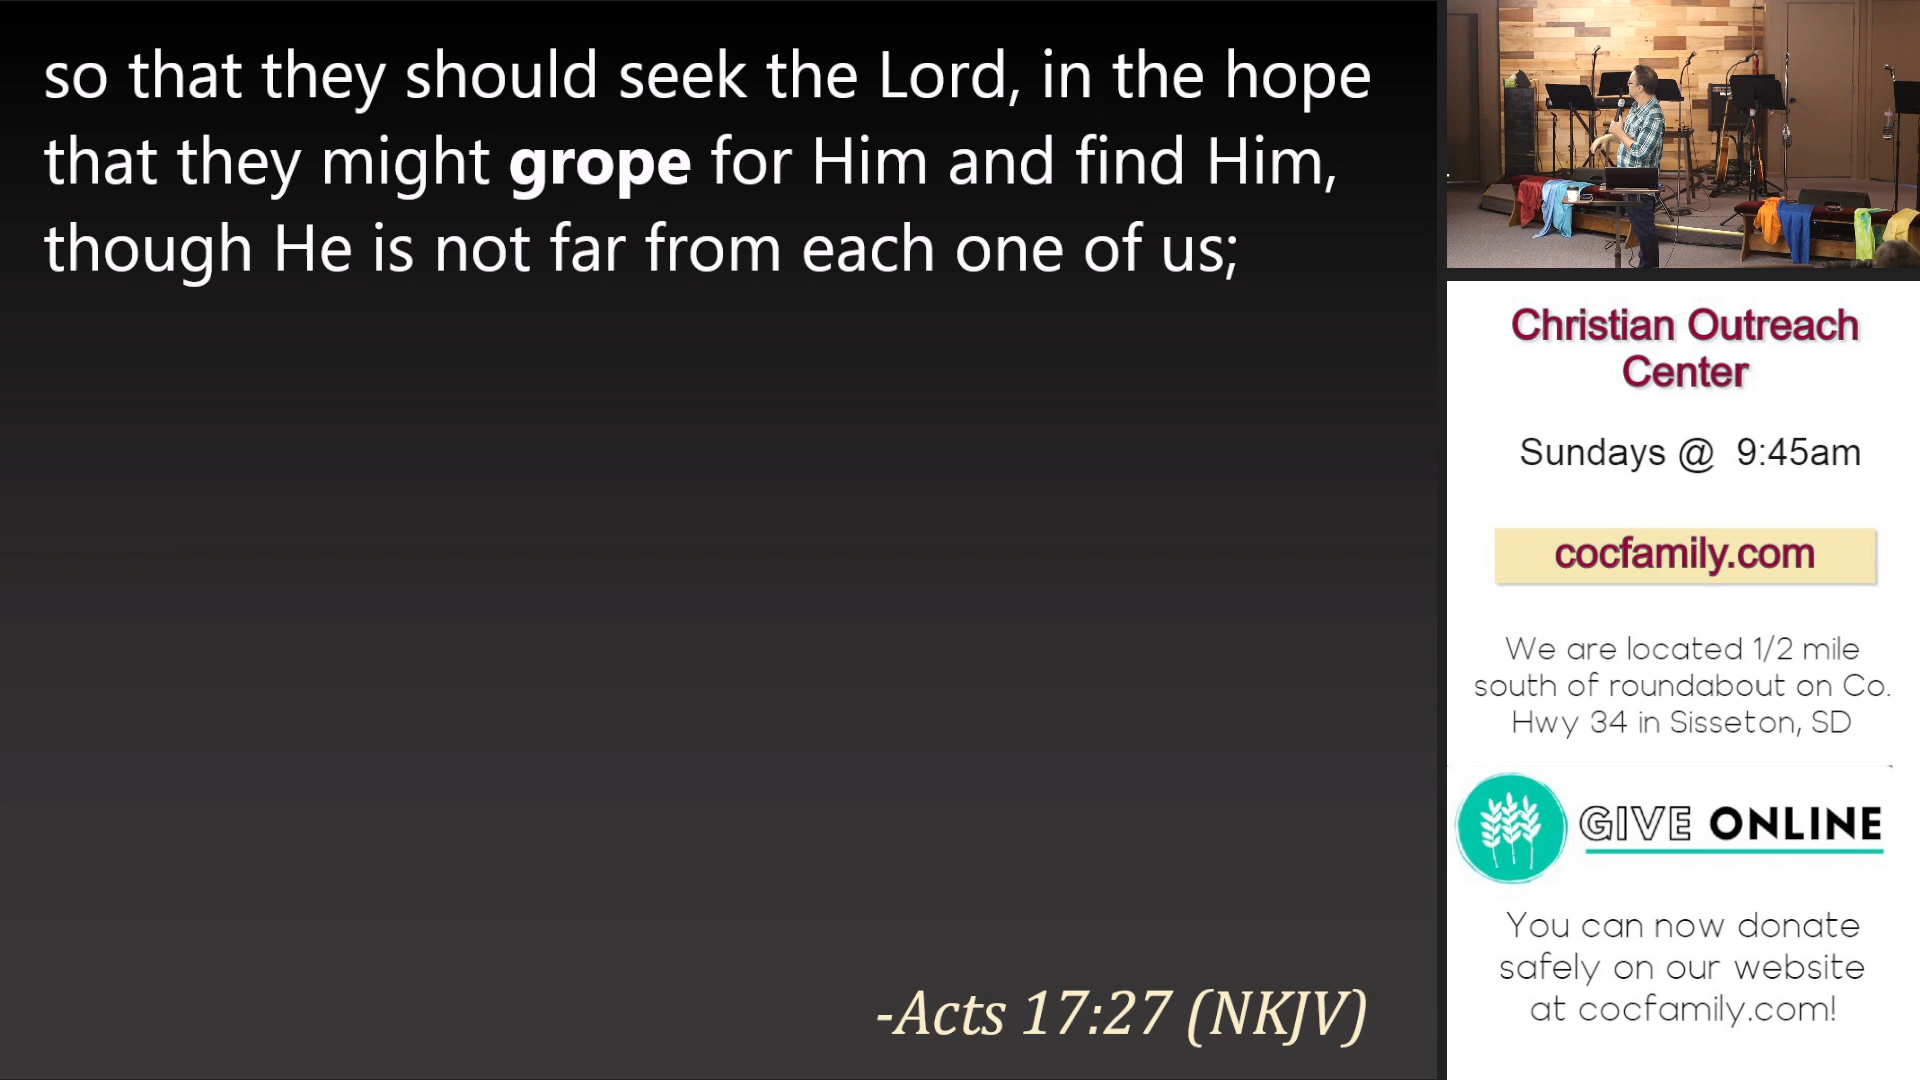 so that they should seek the Lord, in the hope
that they might grope for Him and find Him,
though He is not far from each one of us;
-Acts 17:27 (NKJV)
Christian Outreach
Center
Sundays @ 9:45am
cocfamily.com
We are located 1/2 mile
south of roundabout on Co.
Hwy 34 in Sisseton, SD
GIVE ONLINE
You can now donate
safely on our website
at cocfamily.com!